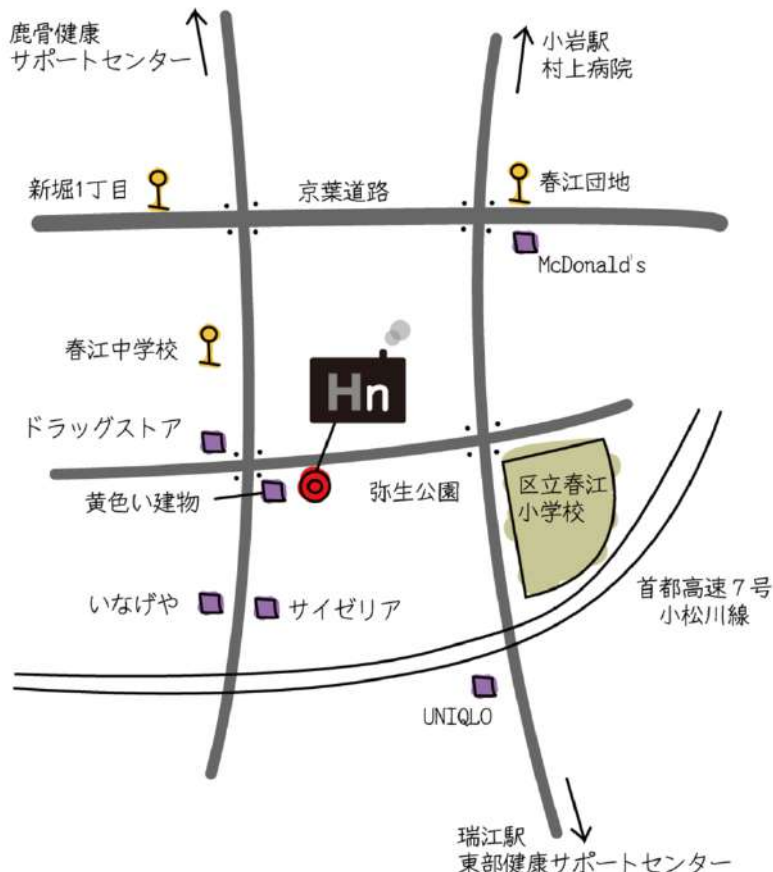 鹿骨健康
サポートセンター
小岩駅
村上病院
新堀1丁目
京葉道路
春江団地
McDonald's
春江中学校
Hn
ドラッグストア
黄色い建物
弥生公園
区立春江
小学校
いなげや
サイゼリア
首都高速7号
小松川線
UNIQLO
瑞江駅
東部健康サポートセンター